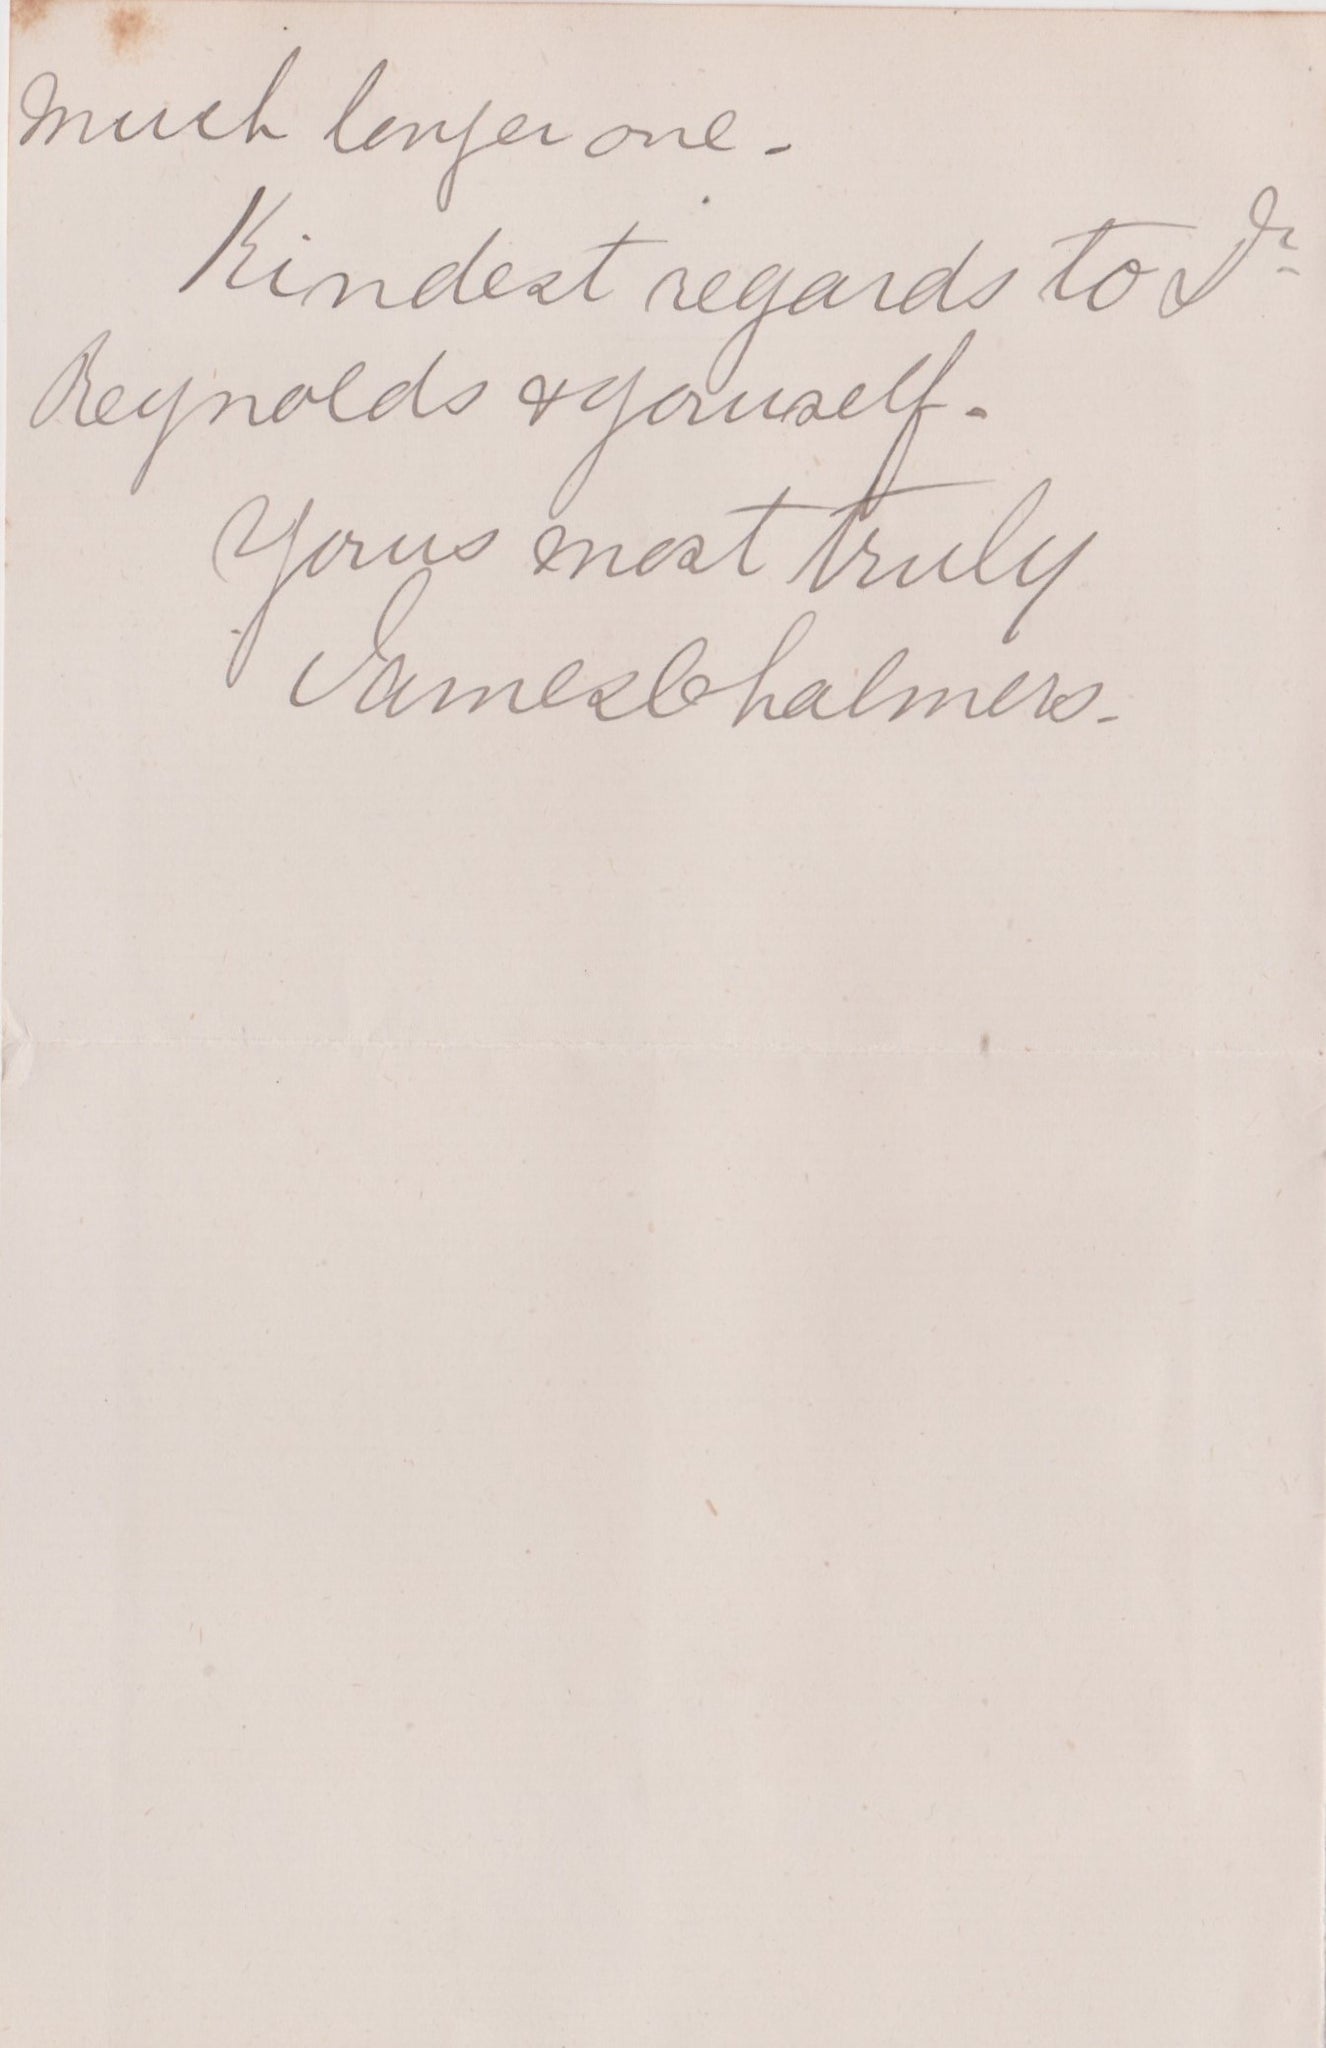 much longer one -
Kindest regards to Dr
Reynolds & yourself -
Yours most truly
James Chalmers -